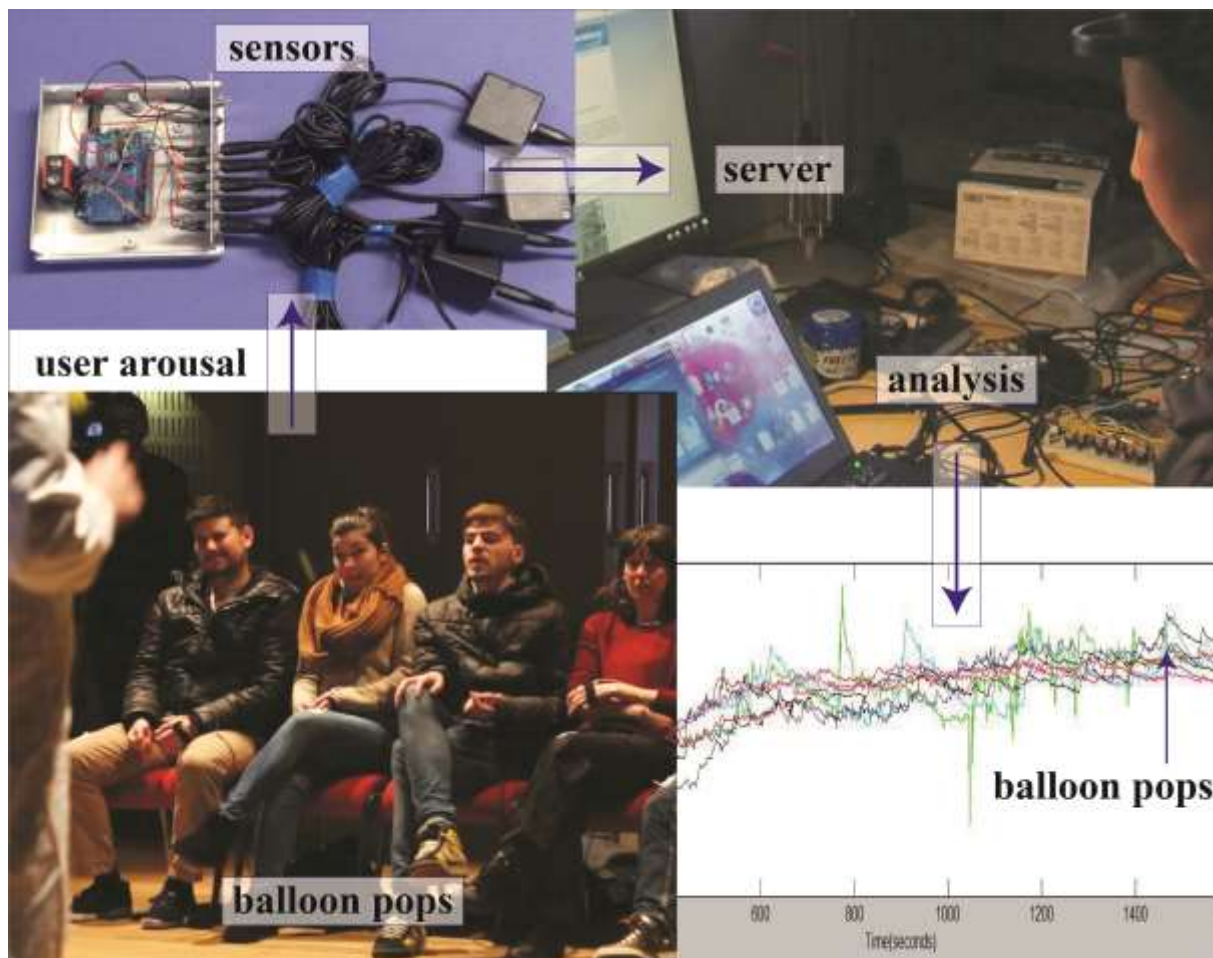 sensors
server
user arousal
analysis
balloon pops
balloon pops
600 800 1000 1200 1400
Time(seconds)